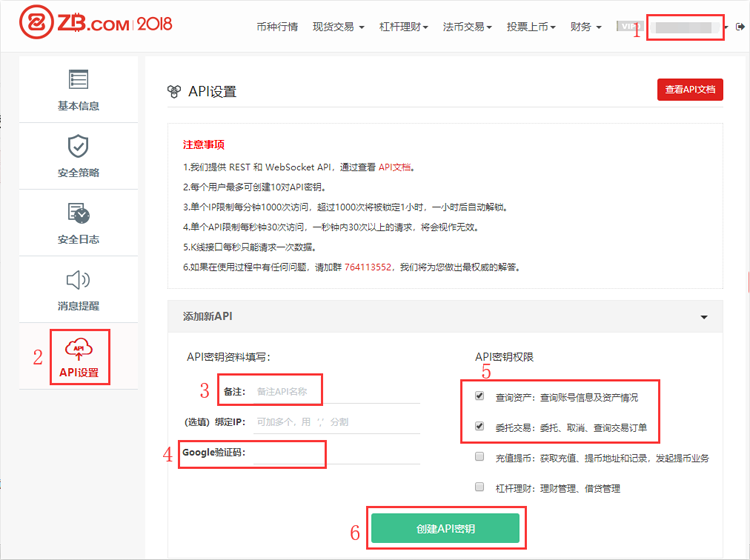 ZB.COM 2018
币种行情 现货交易 杠杆理财 法币交易 投票上币 财务 1
基本信息
安全策略
安全日志
消息提醒
2 API API设置
API设置 查看API文档
注意事项
1.我们提供 REST 和 WebSocket API，通过查看 API文档。
2.每个用户最多可创建10对API密钥。
3.单个IP限制每分钟1000次访问，超过1000次将被锁定1小时，一小时后自动解锁。
4.单个API限制每秒钟30次访问，一秒钟内30次以上的请求，将会视作无效。
5.K线接口每秒只能请求一次数据。
6.如果在使用过程中有任何问题，请加群 764113552，我们将为您做出最权威的解答。
添加新API
API密钥资料填写：
3 备注： 备注API名称
(选填) 绑定IP： 可加多个，用 ',' 分割
4 Google验证码：
API密钥权限
5
查询资产：查询账号信息及资产情况
委托交易：委托、取消、查询交易订单
充值提币：获取充值、提币地址和记录，发起提币业务
杠杆理财：理财管理、借贷管理
6 创建API密钥